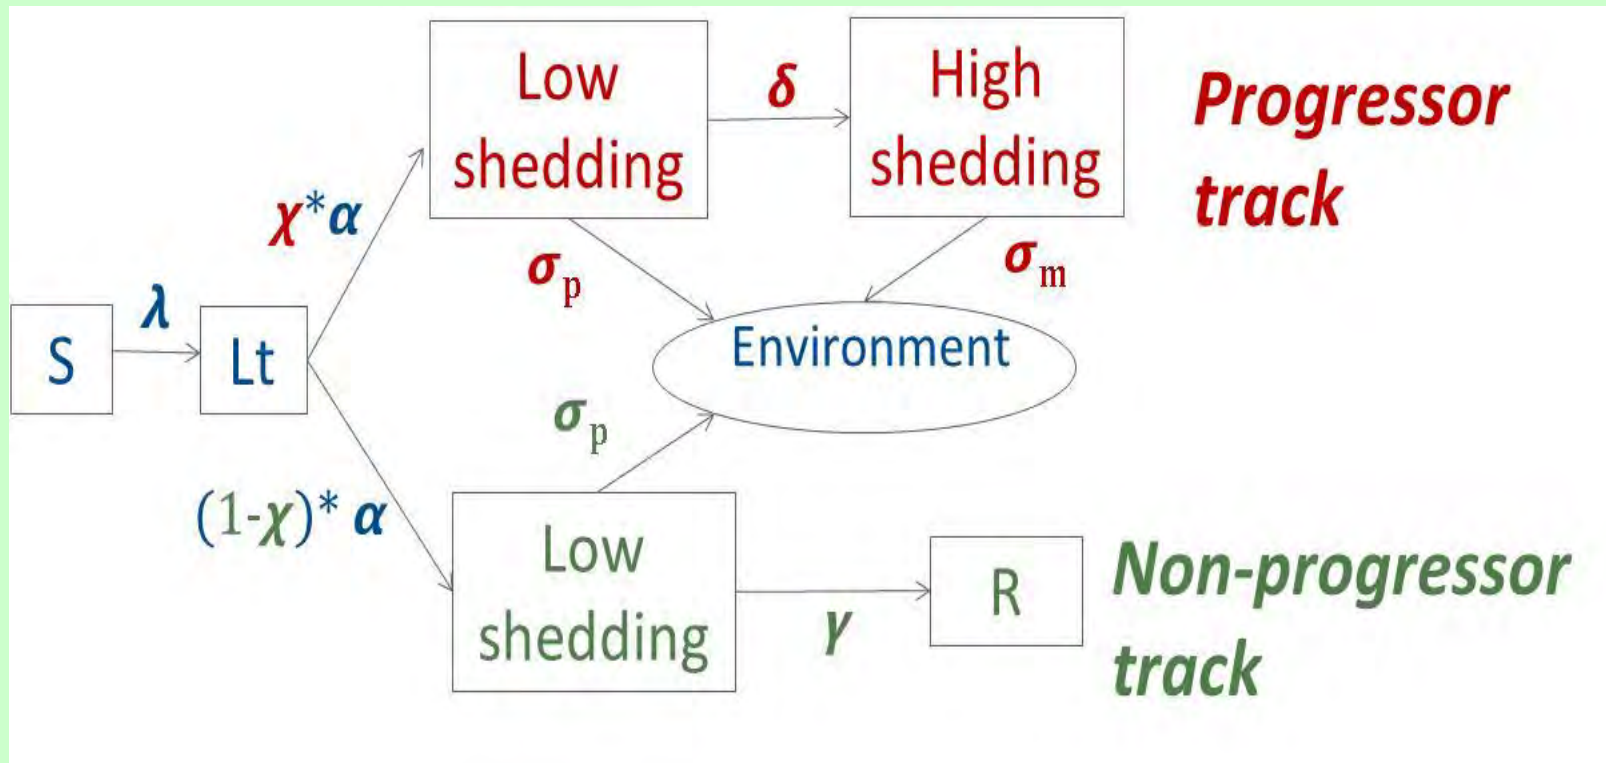 Low
shedding
δ
High
shedding
Progressor
track
χ*α
σp
σm
λ
S
Lt
Environment
σp
(1-χ)* α
Low
shedding
γ
R
Non-progressor
track